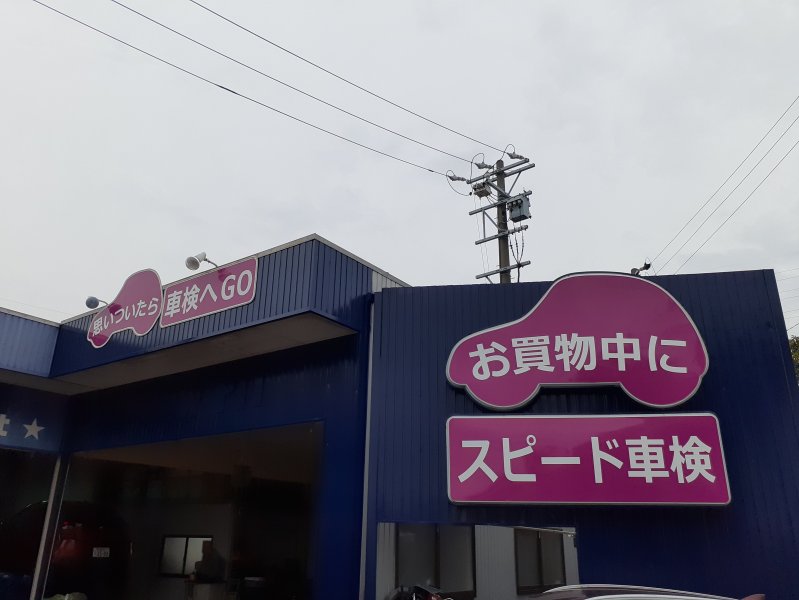 思いついたら
車検へGO
お買物中に
スピード車検